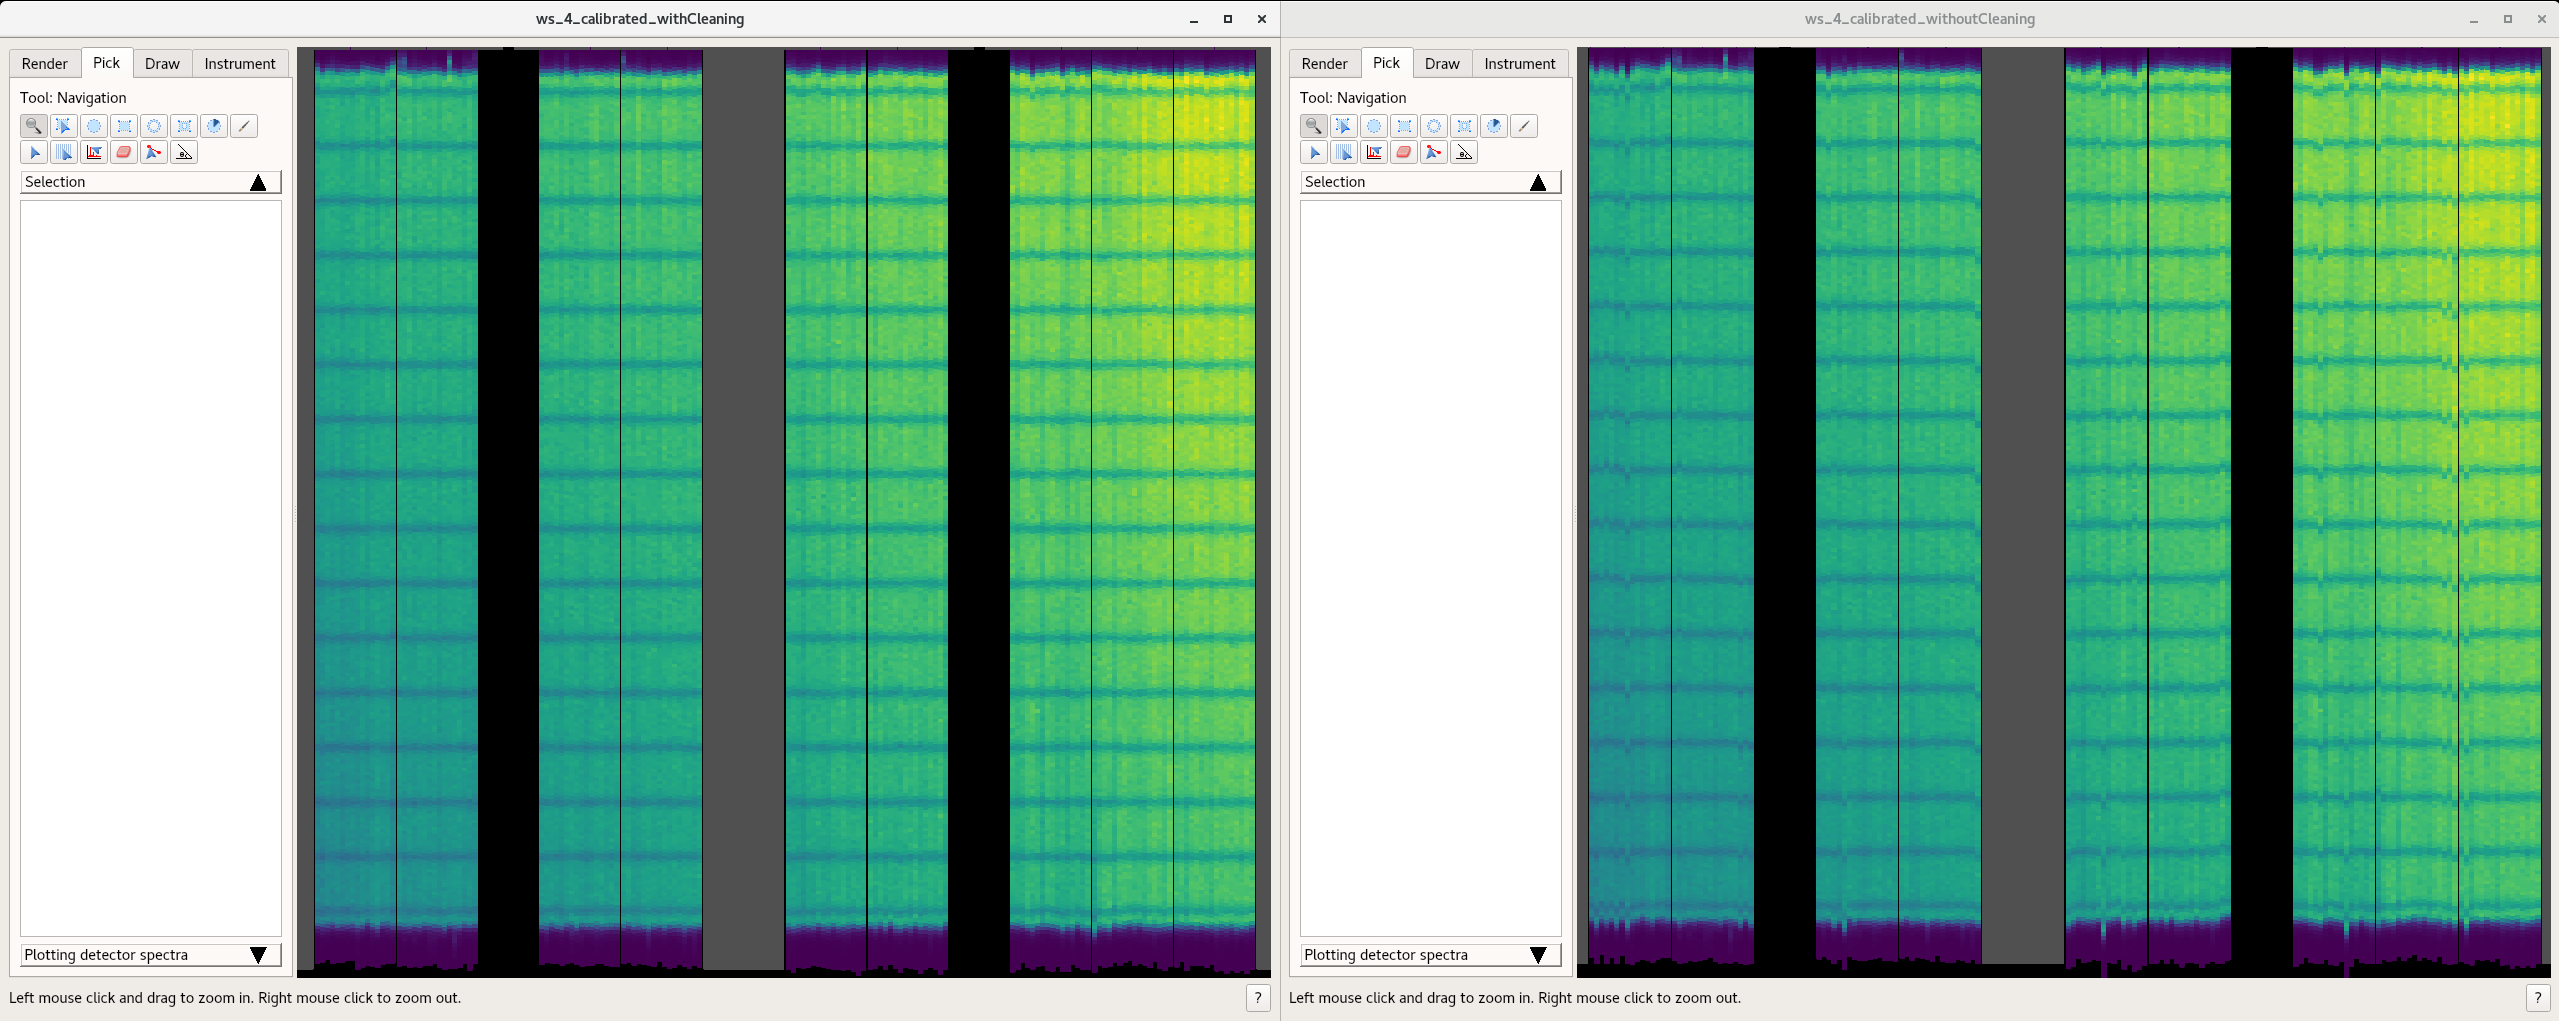 ws_4_calibrated_withCleaning
Render Pick Draw Instrument
Tool: Navigation
Selection
Plotting detector spectra
Left mouse click and drag to zoom in. Right mouse click to zoom out.
?
ws_4_calibrated_withoutCleaning
Render Pick Draw Instrument
Tool: Navigation
Selection
Plotting detector spectra
Left mouse click and drag to zoom in. Right mouse click to zoom out.
?